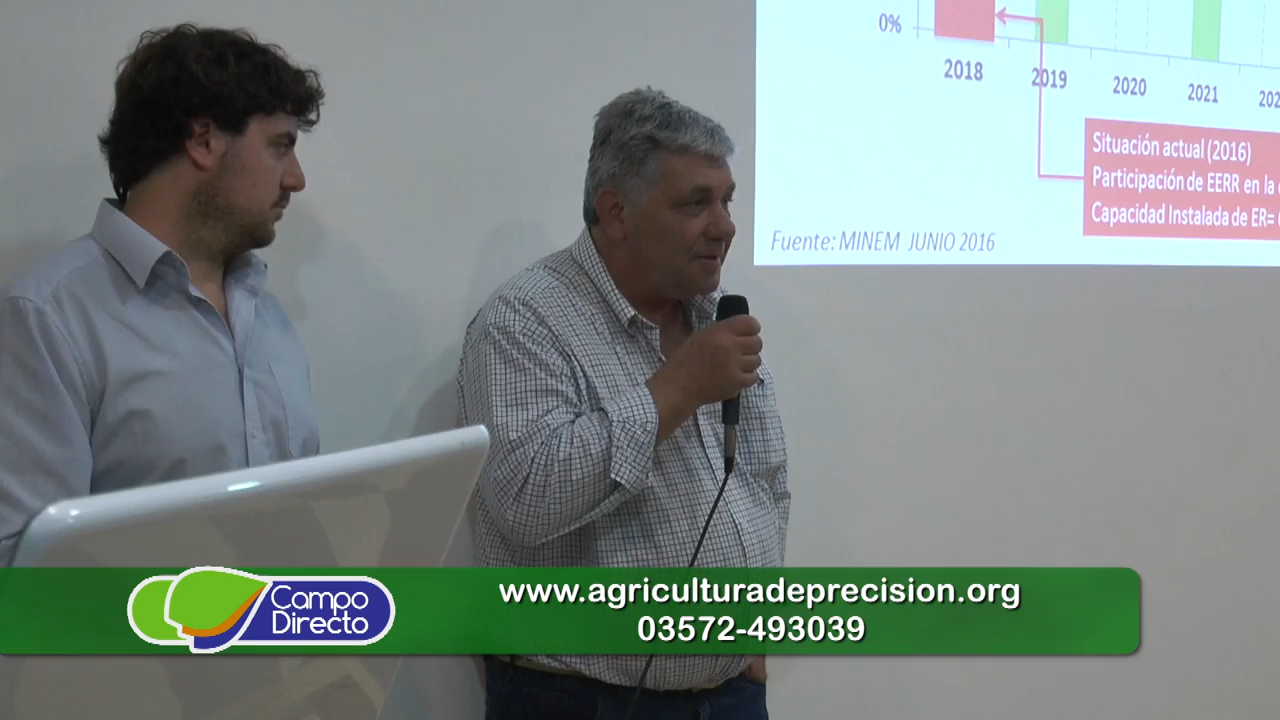 0%
2018
2019
2020
2021
Situación actual (2016)
Participación de EERR en la
Capacidad Instalada de ER=
Fuente: MINEM JUNIO 2016
Campo
Directo
www.agriculturadeprecision.org
03572-493039